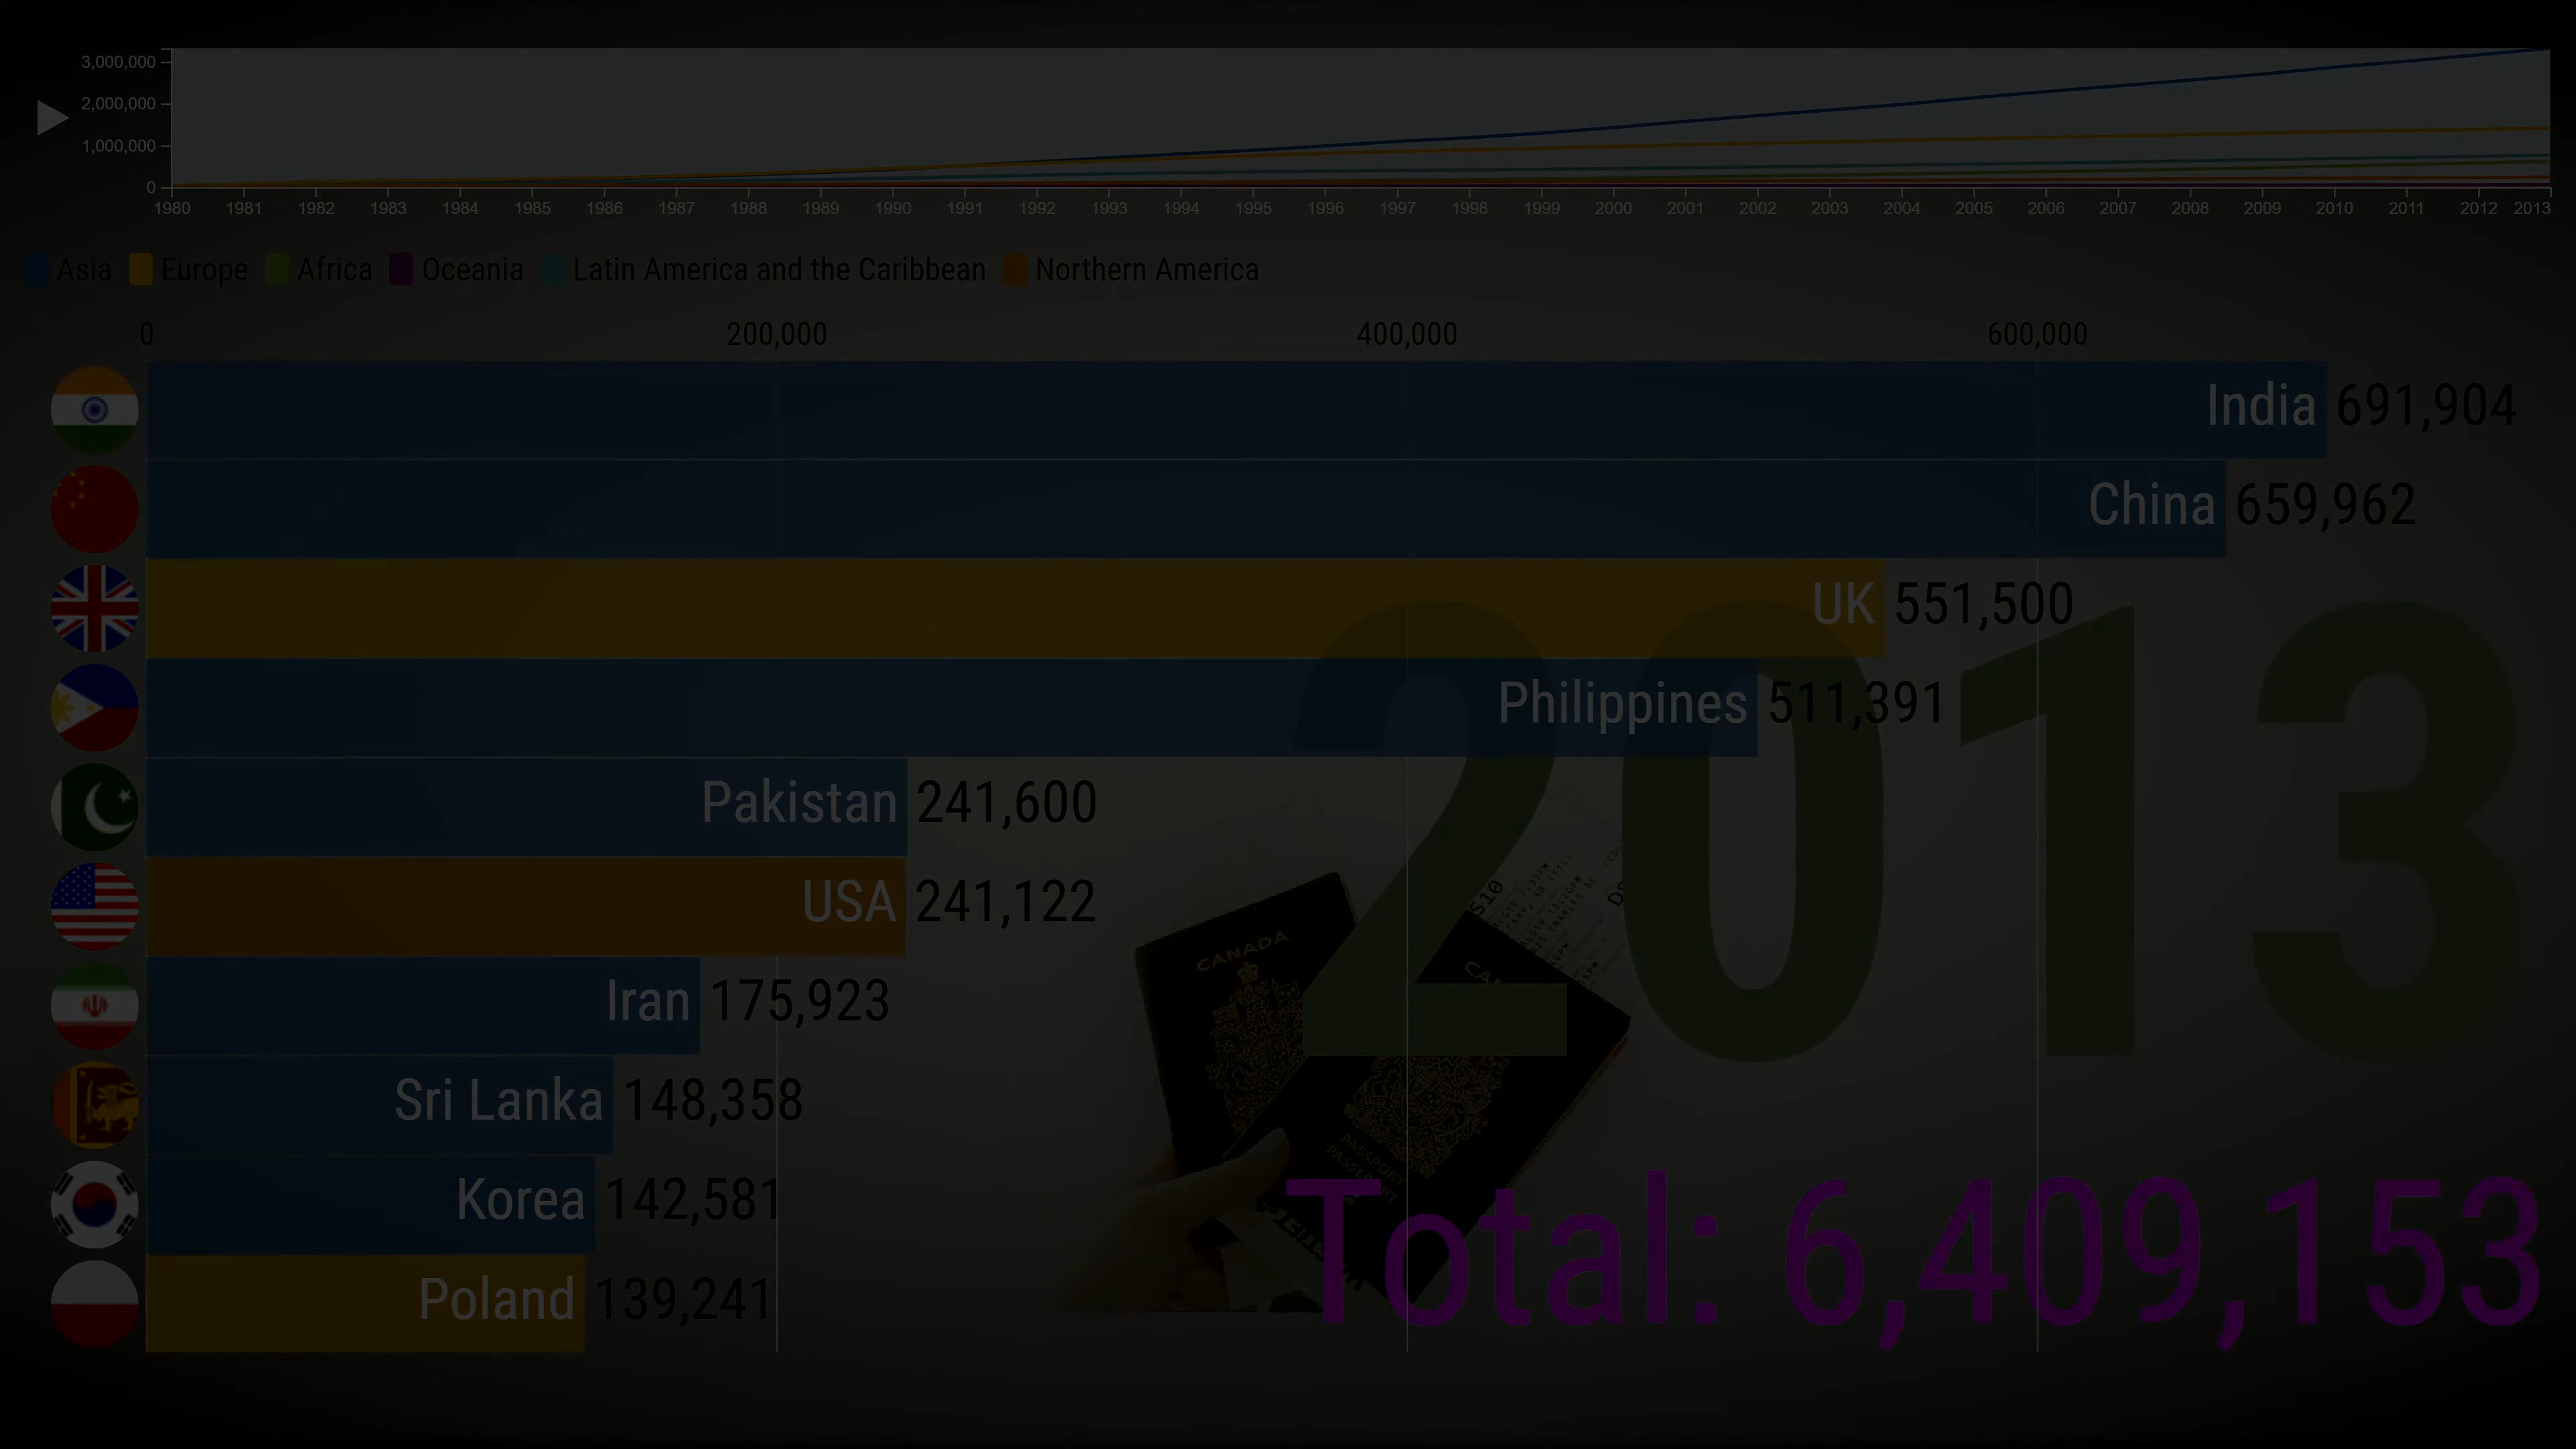 3,000,000
2,000,000
1,000,000
0
1980 1981 1982 1983 1984 1985 1986 1987 1988 1989 1990 1991 1992 1993 1994 1995 1996 1997 1998 1999 2000 2001 2002 2003 2004 2005 2006 2007 2008 2009 2010 2011 2012 2013
Asia Europe Africa Oceania Latin America and the Caribbean Northern America
0 200,000 400,000 600,000
India 691,904
China 659,962
UK 551,500
Philippines 511,391
Pakistan 241,600
USA 241,122
Iran 175,923
Sri Lanka 148,358
Korea 142,581
Poland 139,241
2013
CANADA
PASSPORT
Total: 6,409,153